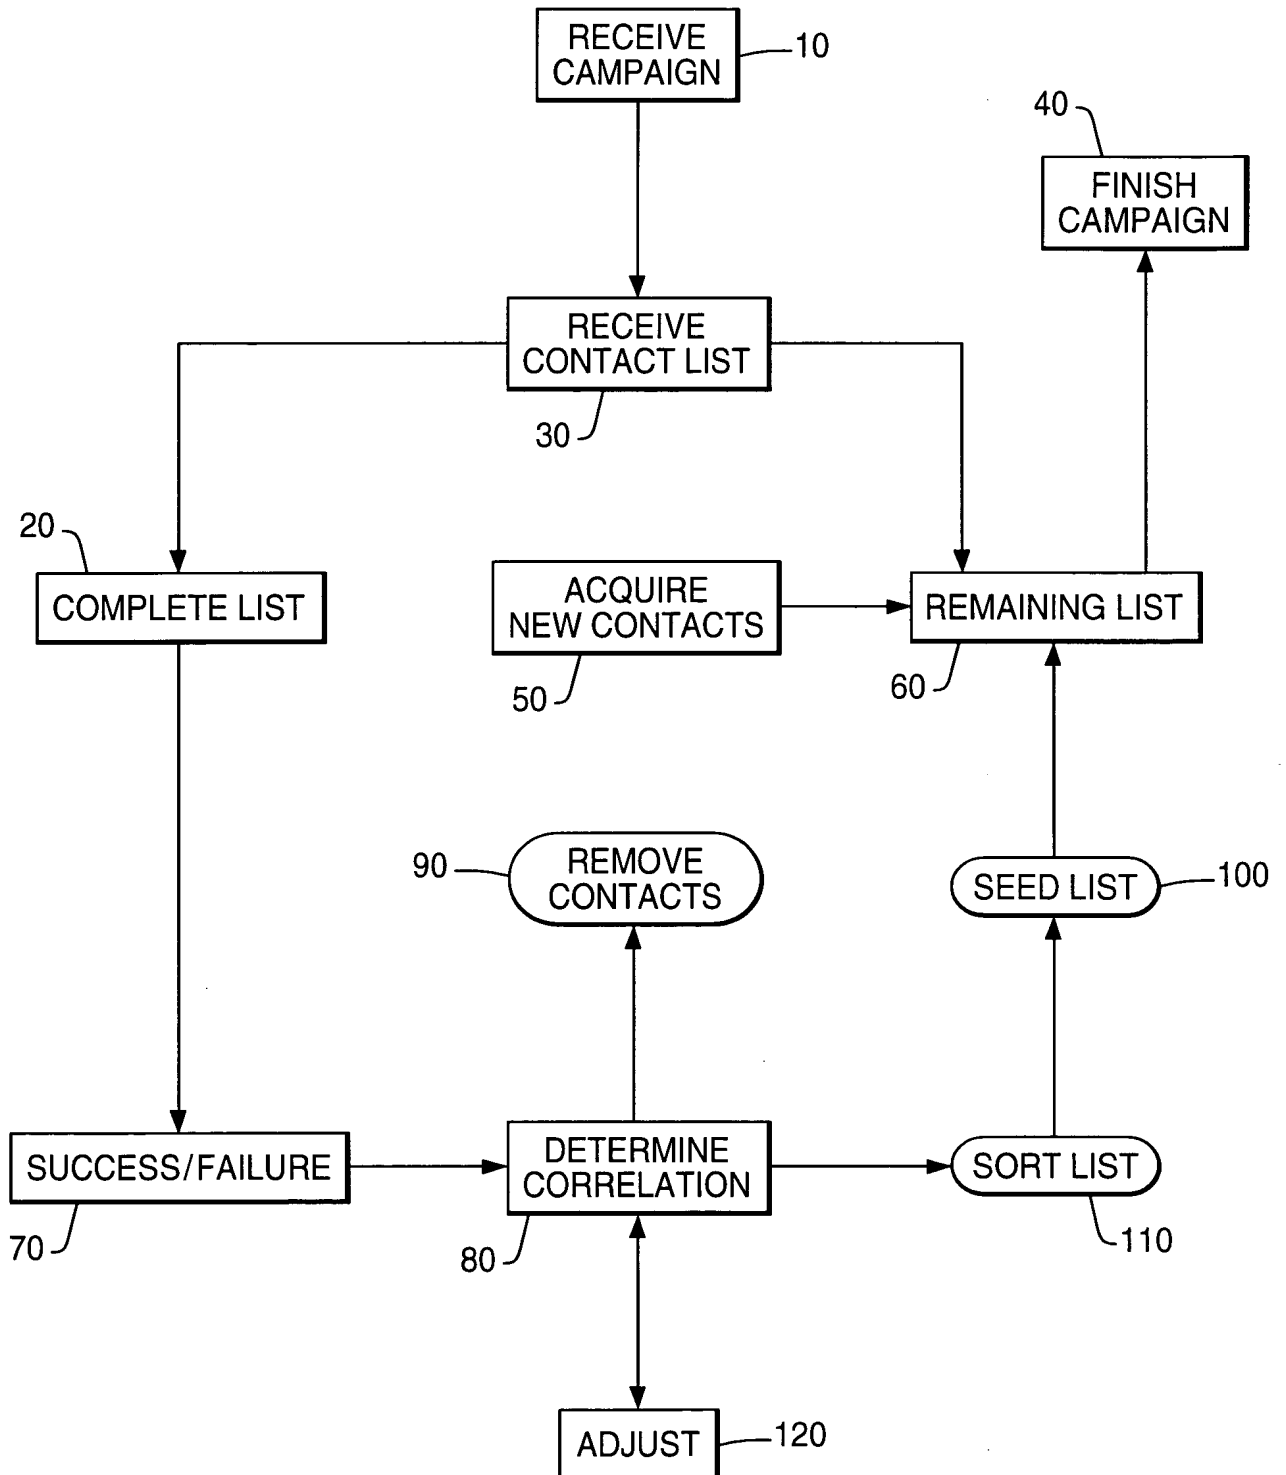 RECEIVE
CAMPAIGN
10
40
FINISH
CAMPAIGN
RECEIVE
CONTACT LIST
30
20
COMPLETE LIST
ACQUIRE
NEW CONTACTS
50
REMAINING LIST
60
90
REMOVE
CONTACTS
SEED LIST
100
SUCCESS/FAILURE
70
DETERMINE
CORRELATION
80
SORT LIST
110
ADJUST
120